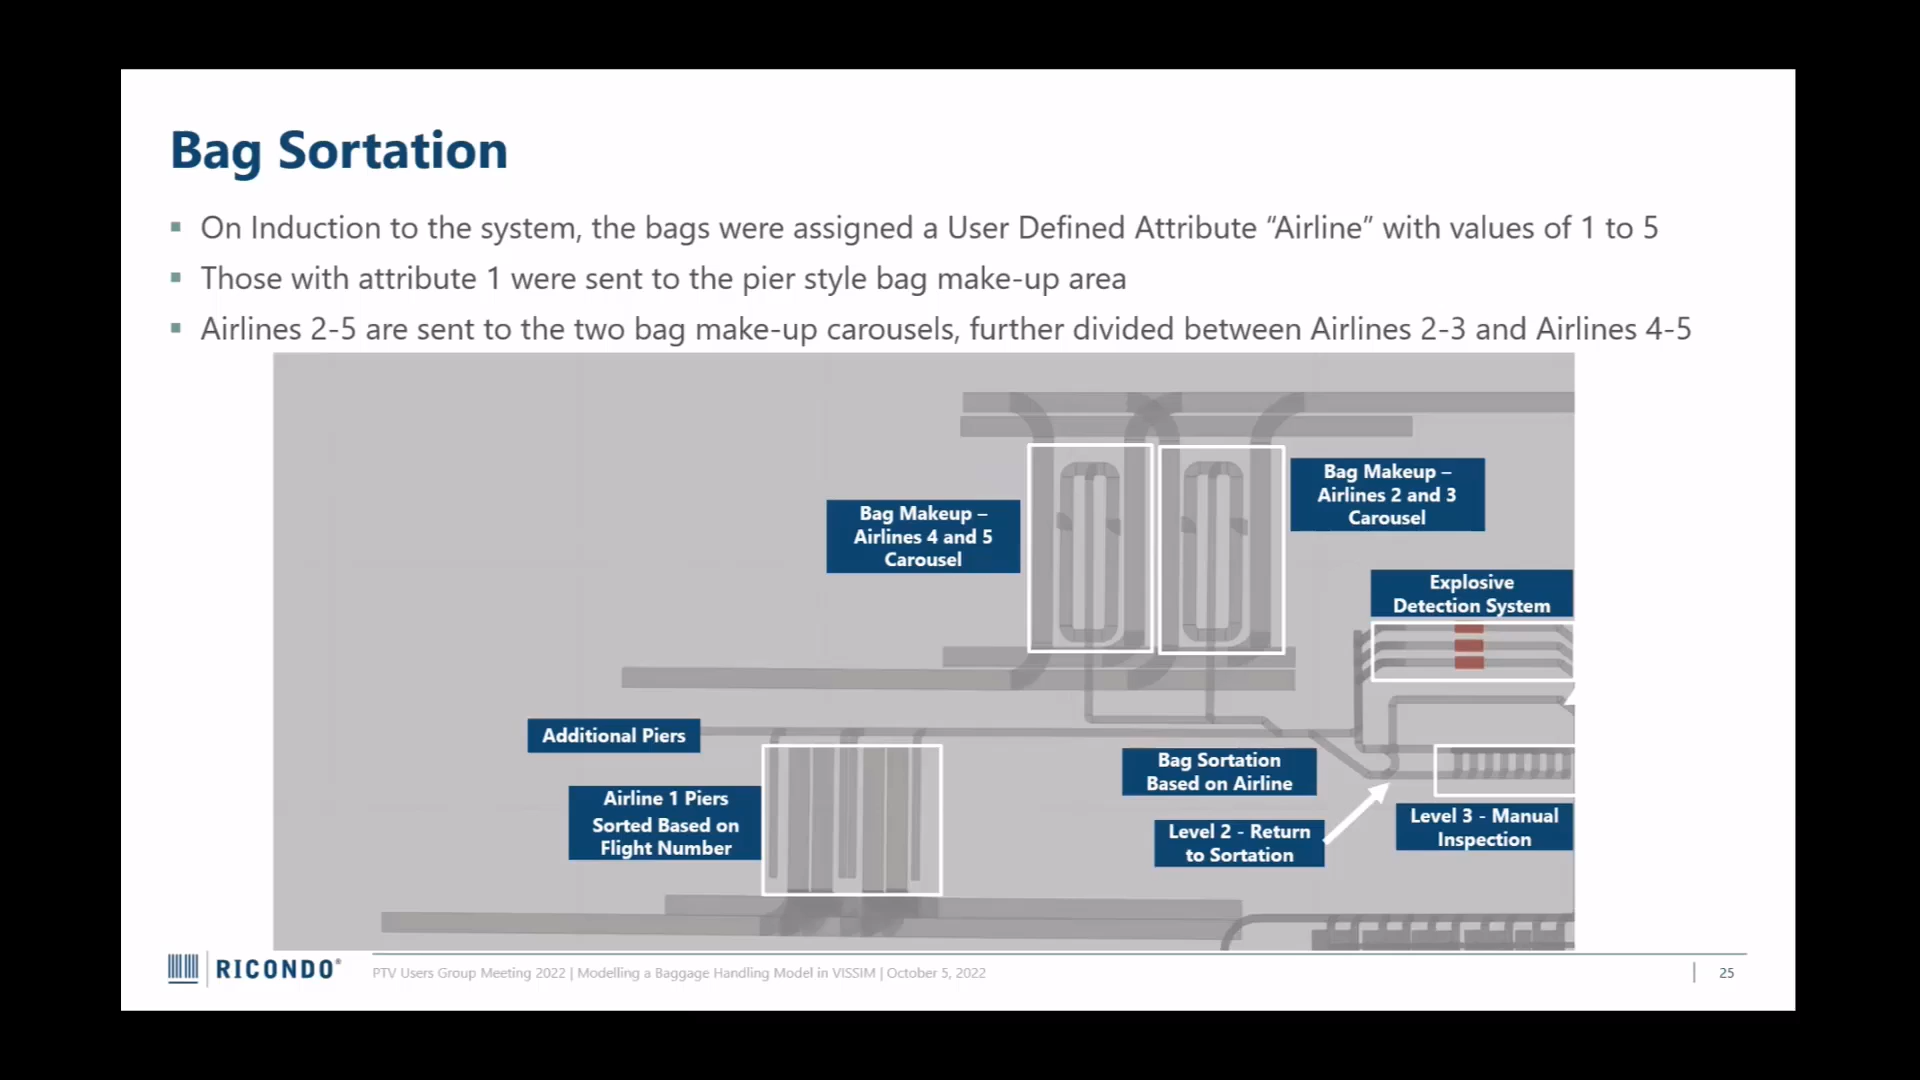 Bag Sortation
▪ On Induction to the system, the bags were assigned a User Defined Attribute “Airline” with values of 1 to 5
▪ Those with attribute 1 were sent to the pier style bag make-up area
▪ Airlines 2-5 are sent to the two bag make-up carousels, further divided between Airlines 2-3 and Airlines 4-5
Bag Makeup –
Airlines 4 and 5
Carousel
Bag Makeup –
Airlines 2 and 3
Carousel
Explosive
Detection System
Additional Piers
Airline 1 Piers
Sorted Based on
Flight Number
Bag Sortation
Based on Airline
Level 2 - Return
to Sortation
Level 3 - Manual
Inspection
RICONDO®
PTV Users Group Meeting 2022 | Modelling a Baggage Handling Model in VISSIM | October 5, 2022
| 25